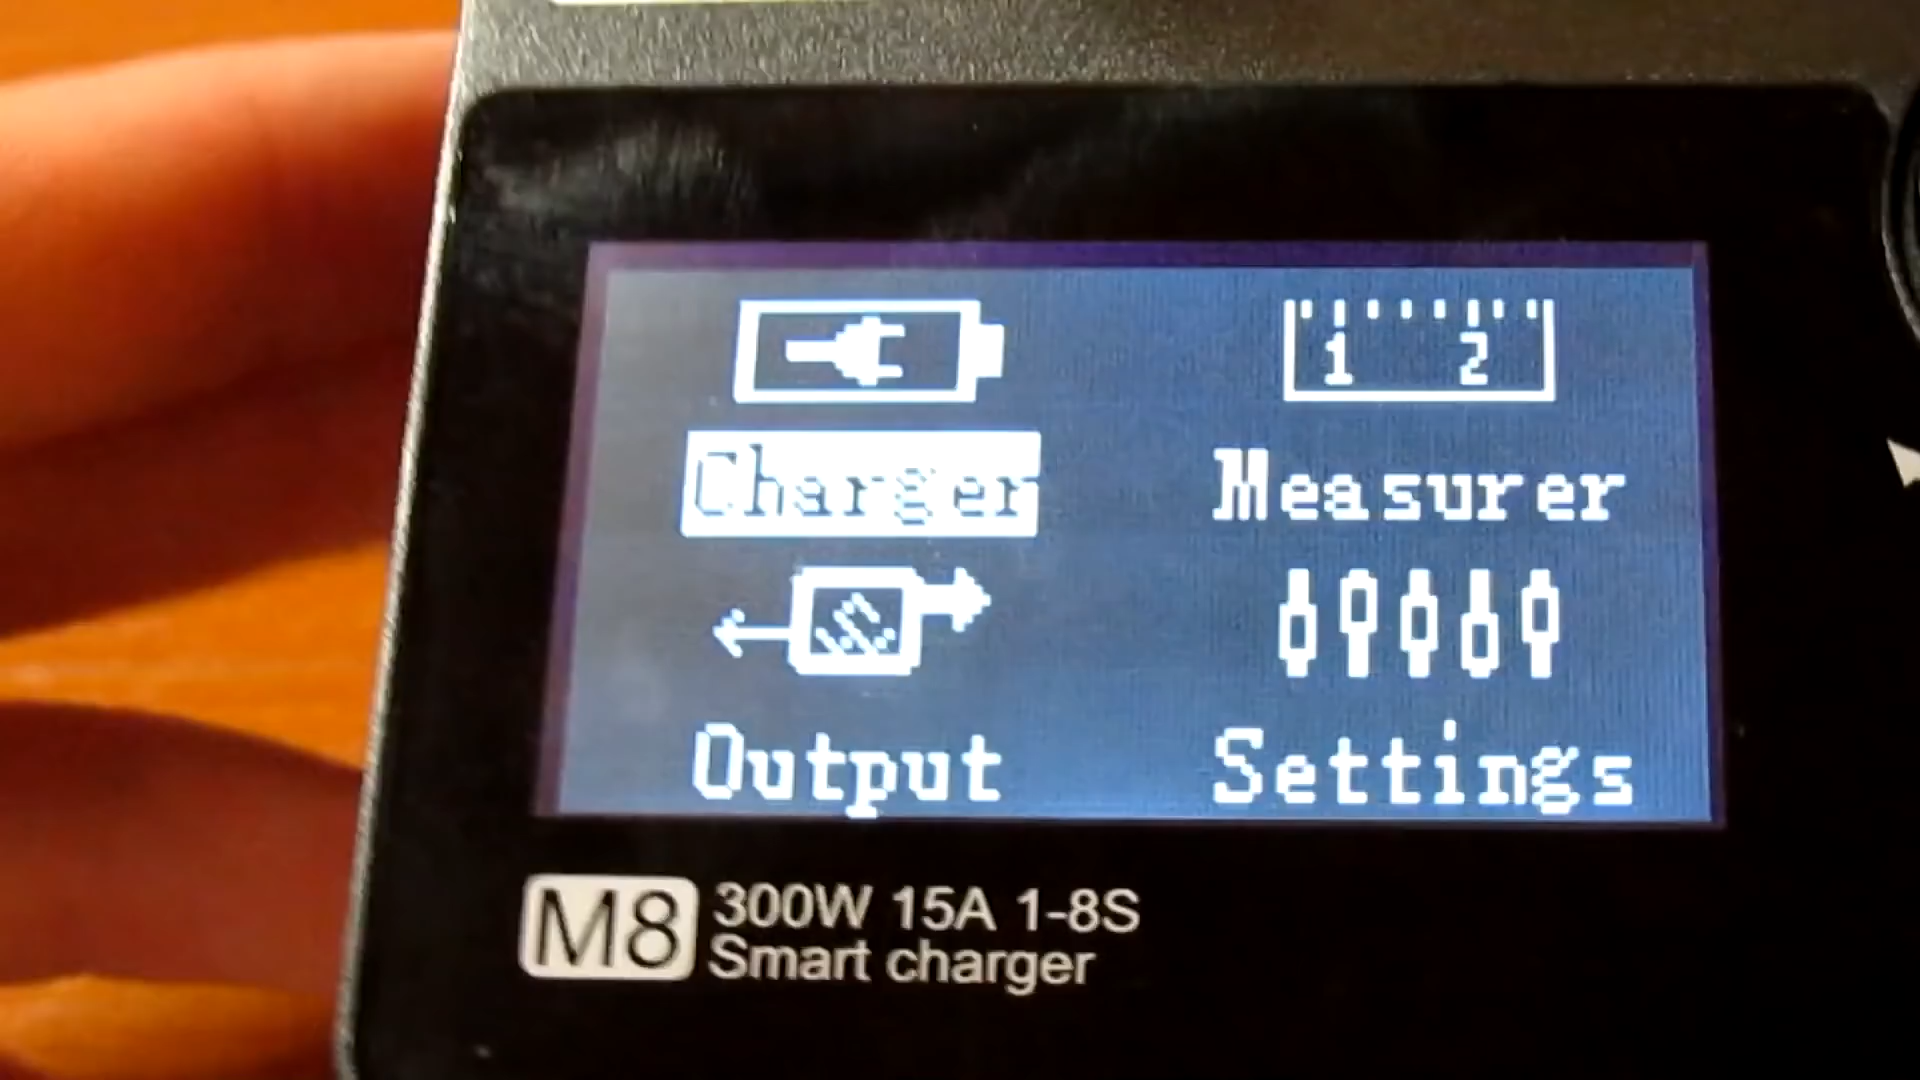 1 2
Charger Measurer
Output Settings
M8 300W 15A 1-8S
Smart charger